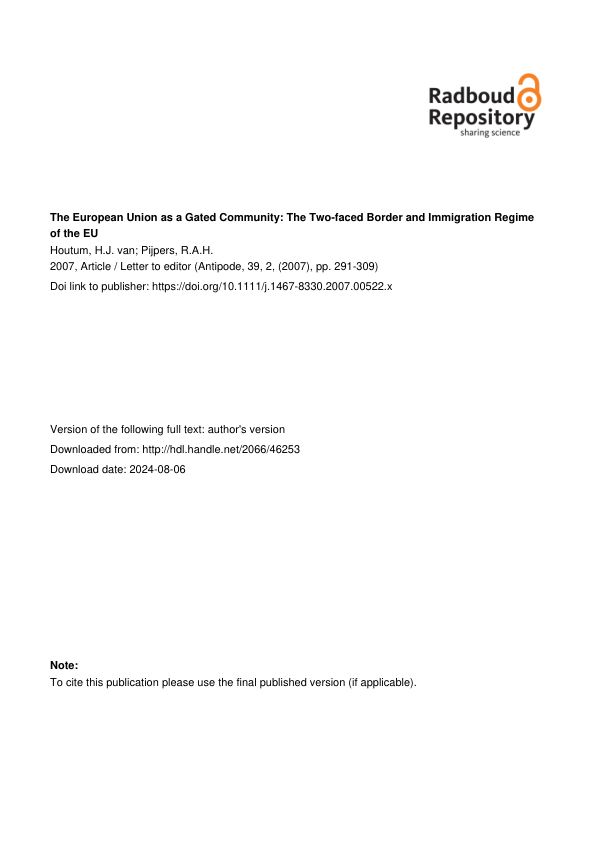 Radboud
Repository
sharing science
The European Union as a Gated Community: The Two-faced Border and Immigration Regime
of the EU
Houtum, H.J. van; Pijpers, R.A.H.
2007, Article / Letter to editor (Antipode, 39, 2, (2007), pp. 291-309)
Doi link to publisher: https://doi.org/10.1111/j.1467-8330.2007.00522.x
Version of the following full text: author's version
Downloaded from: http://hdl.handle.net/2066/46253
Download date: 2024-08-06
Note:
To cite this publication please use the final published version (if applicable).